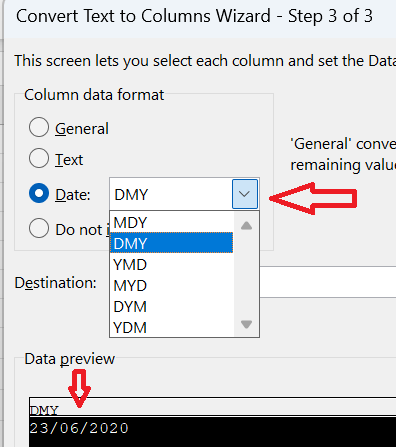 Convert Text to Columns Wizard - Step 3 of 3
This screen lets you select each column and set the Data
Column data format
General
Text
Date: DMY
Do not
'General' conve
remaining value
MDY
DMY
YMD
MYD
DYM
YDM
Destination:
Data preview
DMY
23/06/2020